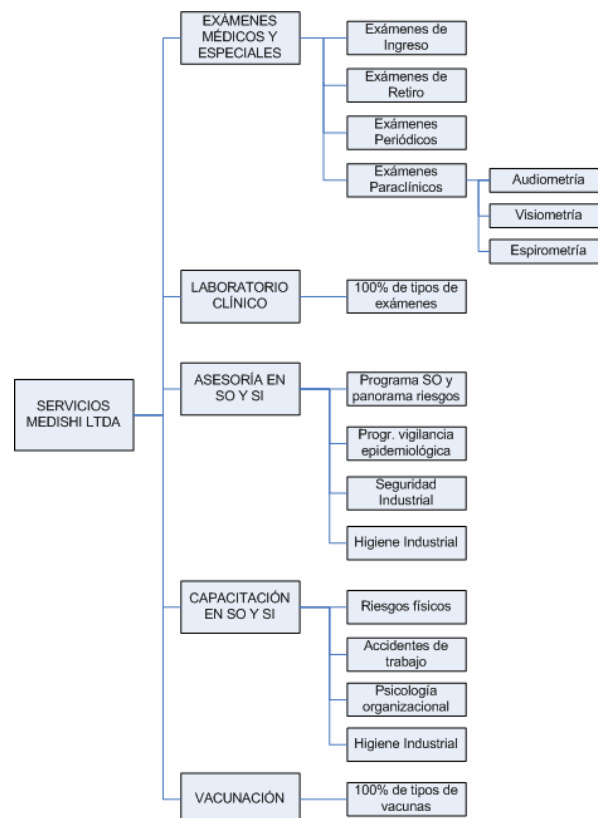 EXÁMENES
MÉDICOS Y
ESPECIALES
Exámenes de
Ingreso
Exámenes de
Retiro
Exámenes
Periódicos
Exámenes
Paraclínicos
Audiometría
Visiometría
Espirometría
LABORATORIO
CLÍNICO
100% de tipos de
exámenes
SERVICIOS
MEDISHI LTDA
ASESORÍA EN
SO Y SI
Programa SO y
panorama riesgos
Progr. vigilancia
epidemiológica
Seguridad
Industrial
Higiene Industrial
CAPACITACIÓN
EN SO Y SI
Riesgos físicos
Accidentes de
trabajo
Psicología
organizacional
Higiene Industrial
VACUNACIÓN
100% de tipos de
vacunas